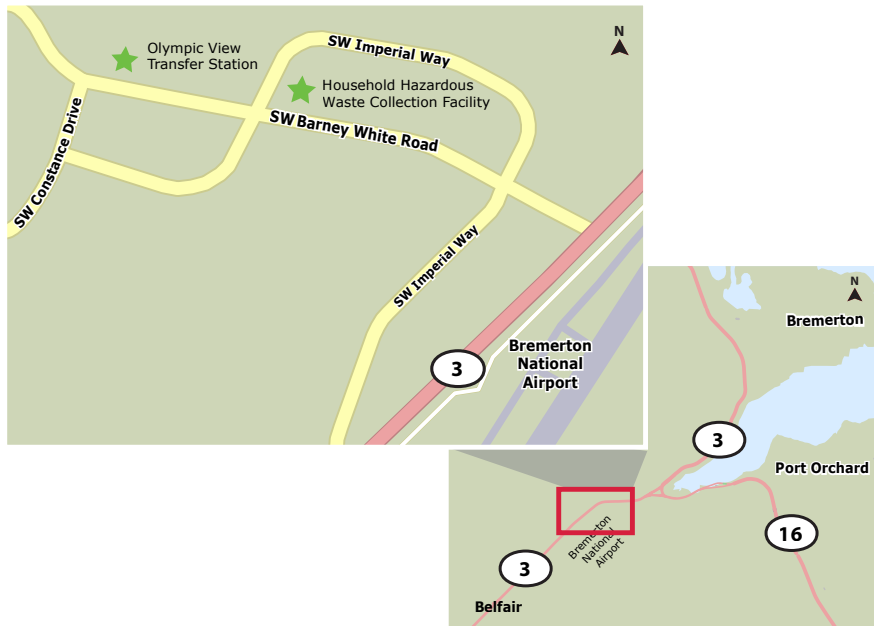 N
SW Imperial Way
Olympic View
Transfer Station
Household Hazardous
Waste Collection Facility
SW Barney White Road
SW Constance Drive
SW Imperial Way
3
Bremerton
National
Airport
N
Bremerton
3
Port Orchard
16
Bremerton
National
Airport
3
Belfair